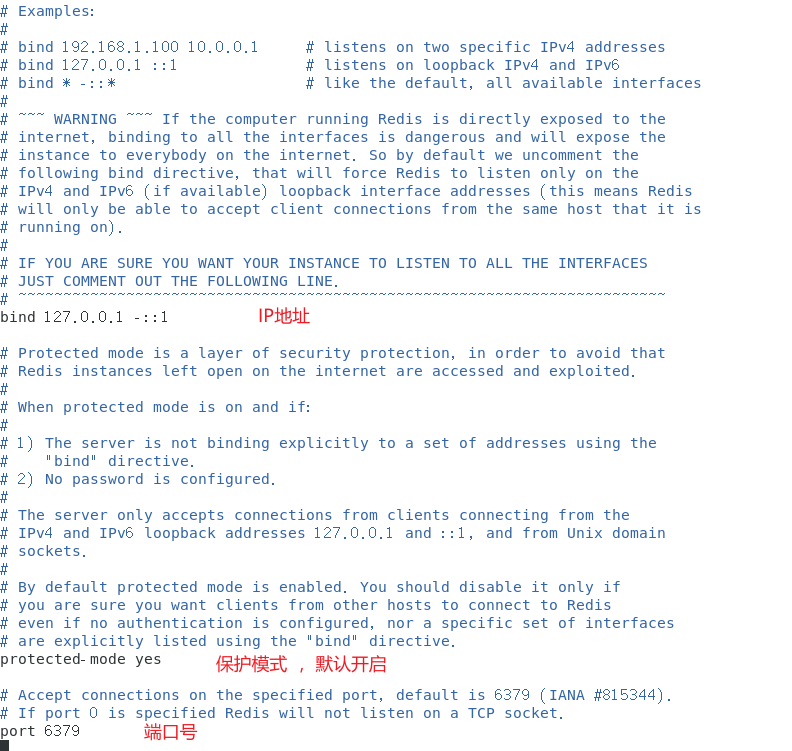 # Examples:
#
# bind 192.168.1.100 10.0.0.1     # listens on two specific IPv4 addresses
# bind 127.0.0.1 ::1              # listens on loopback IPv4 and IPv6
# bind * -::*                     # like the default, all available interfaces
#
# ~~~ WARNING ~~~ If the computer running Redis is directly exposed to the
# internet, binding to all the interfaces is dangerous and will expose the
# instance to everybody on the internet. So by default we uncomment the
# following bind directive, that will force Redis to listen only on the
# IPv4 and IPv6 (if available) loopback interface addresses (this means Redis
# will only be able to accept client connections from the same host that it is
# running on).
#
# IF YOU ARE SURE YOU WANT YOUR INSTANCE TO LISTEN TO ALL THE INTERFACES
# JUST COMMENT OUT THE FOLLOWING LINE.
# ~~~~~~~~~~~~~~~~~~~~~~~~~~~~~~~~~~~~~~~~~~~~~~~~~~~~~~~~~~~~~~~~~~~~~~~~
bind 127.0.0.1 -::1 IP地址

# Protected mode is a layer of security protection, in order to avoid that
# Redis instances left open on the internet are accessed and exploited.
#
# When protected mode is on and if:
#
# 1) The server is not binding explicitly to a set of addresses using the
#    "bind" directive.
# 2) No password is configured.
#
# The server only accepts connections from clients connecting from the
# IPv4 and IPv6 loopback addresses 127.0.0.1 and ::1, and from Unix domain
# sockets.
#
# By default protected mode is enabled. You should disable it only if
# you are sure you want clients from other hosts to connect to Redis
# even if no authentication is configured, nor a specific set of interfaces
# are explicitly listed using the "bind" directive.
protected-mode yes 保护模式 ，默认开启

# Accept connections on the specified port, default is 6379 (IANA #815344).
# If port 0 is specified Redis will not listen on a TCP socket.
port 6379 端口号